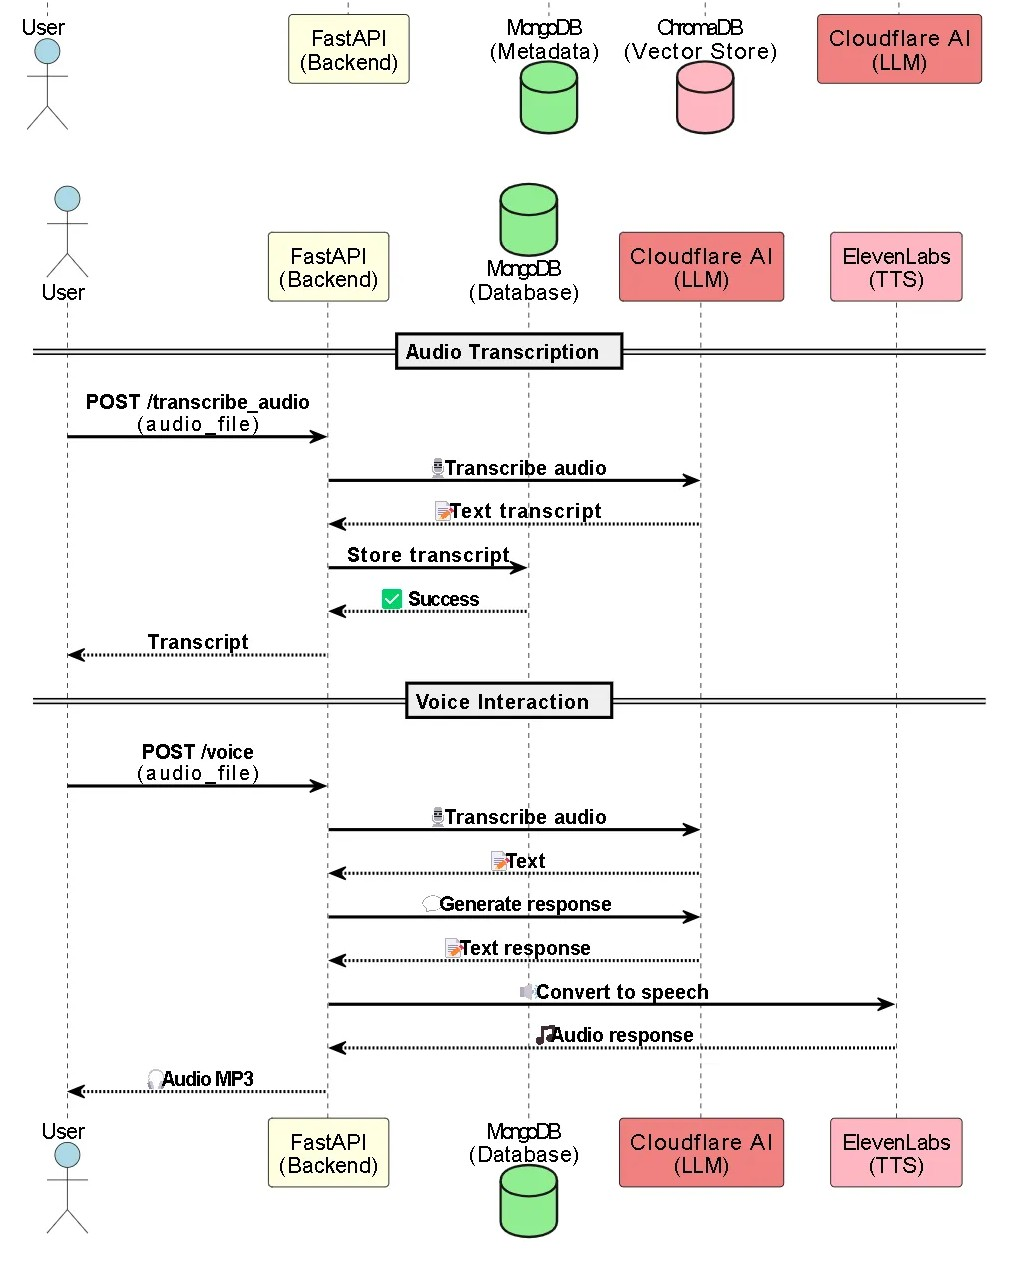 User
FastAPI
(Backend)
MongoDB
(Metadata)
ChromaDB
(Vector Store)
Cloudflare AI
(LLM)
User
FastAPI
(Backend)
MongoDB
(Database)
Cloudflare AI
(LLM)
ElevenLabs
(TTS)
Audio Transcription
POST /transcribe_audio
(audio_file)
Transcribe audio
Text transcript
Store transcript
Success
Transcript
Voice Interaction
POST /voice
(audio_file)
Transcribe audio
Text
Generate response
Text response
Convert to speech
Audio response
Audio MP3
User
FastAPI
(Backend)
MongoDB
(Database)
Cloudflare AI
(LLM)
ElevenLabs
(TTS)